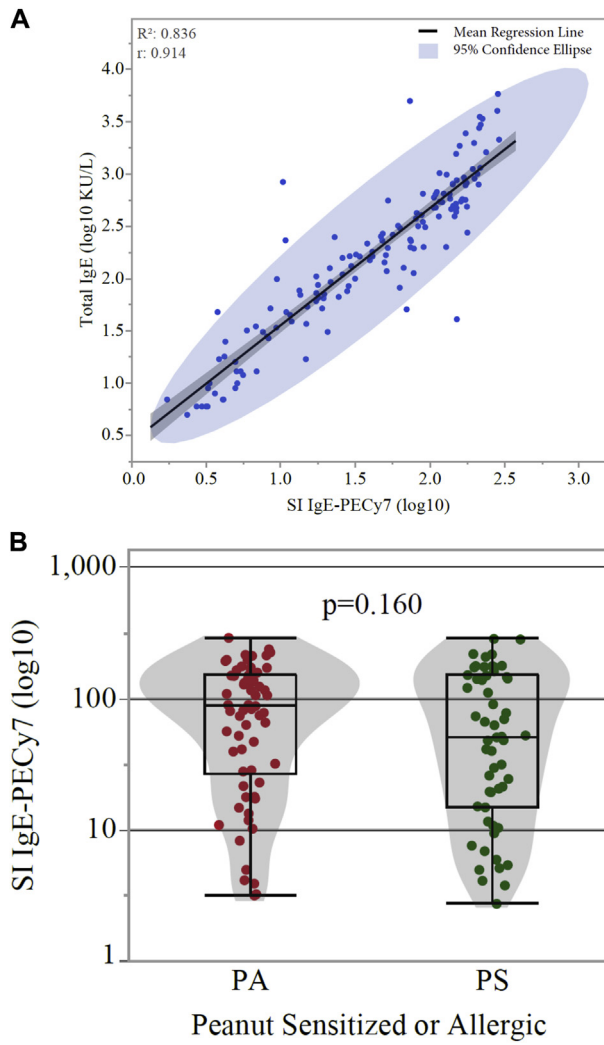 A
R²: 0.836
r: 0.914
Mean Regression Line
95% Confidence Ellipse
Total IgE (log10 KU/L)
4.0
3.5
3.0
2.5
2.0
1.5
1.0
0.5
0.0 0.5 1.0 1.5 2.0 2.5 3.0
SI IgE-PECy7 (log10)
B
SI IgE-PECy7 (log10)
1,000
100
10
1
p=0.160
PA PS
Peanut Sensitized or Allergic